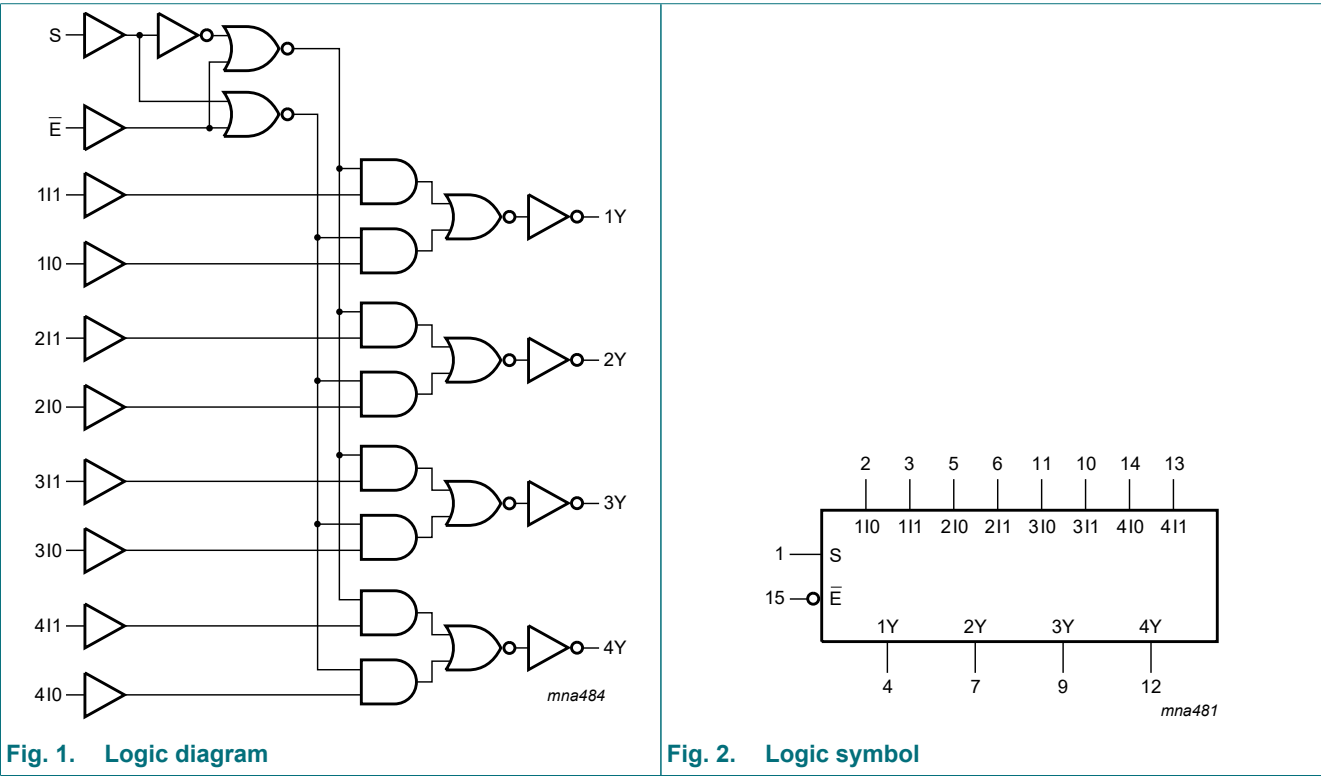 S
E̅
1I1
1I0
1Y
2I1
2I0
2Y
3I1
3I0
3Y
4I1
4I0
4Y
mna484
Fig. 1. Logic diagram
2 3 5 6 11 10 14 13
1I0 1I1 2I0 2I1 3I0 3I1 4I0 4I1
1 S
15 E̅
1Y 2Y 3Y 4Y
4 7 9 12
mna481
Fig. 2. Logic symbol